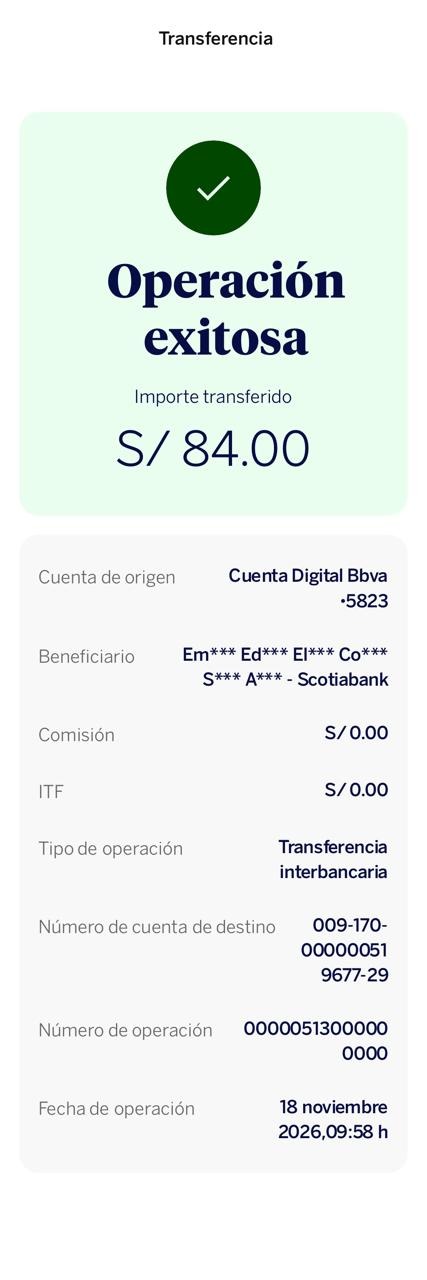 Transferencia
Operación
exitosa
Importe transferido
S/ 84.00
Cuenta de origen
Cuenta Digital Bbva
•5823
Beneficiario
Em*** Ed*** El*** Co***
S*** A*** - Scotiabank
Comisión
S/ 0.00
ITF
S/ 0.00
Tipo de operación
Transferencia
interbancaria
Número de cuenta de destino
009-170-
00000051
9677-29
Número de operación
0000051300000
0000
Fecha de operación
18 noviembre
2026,09:58 h